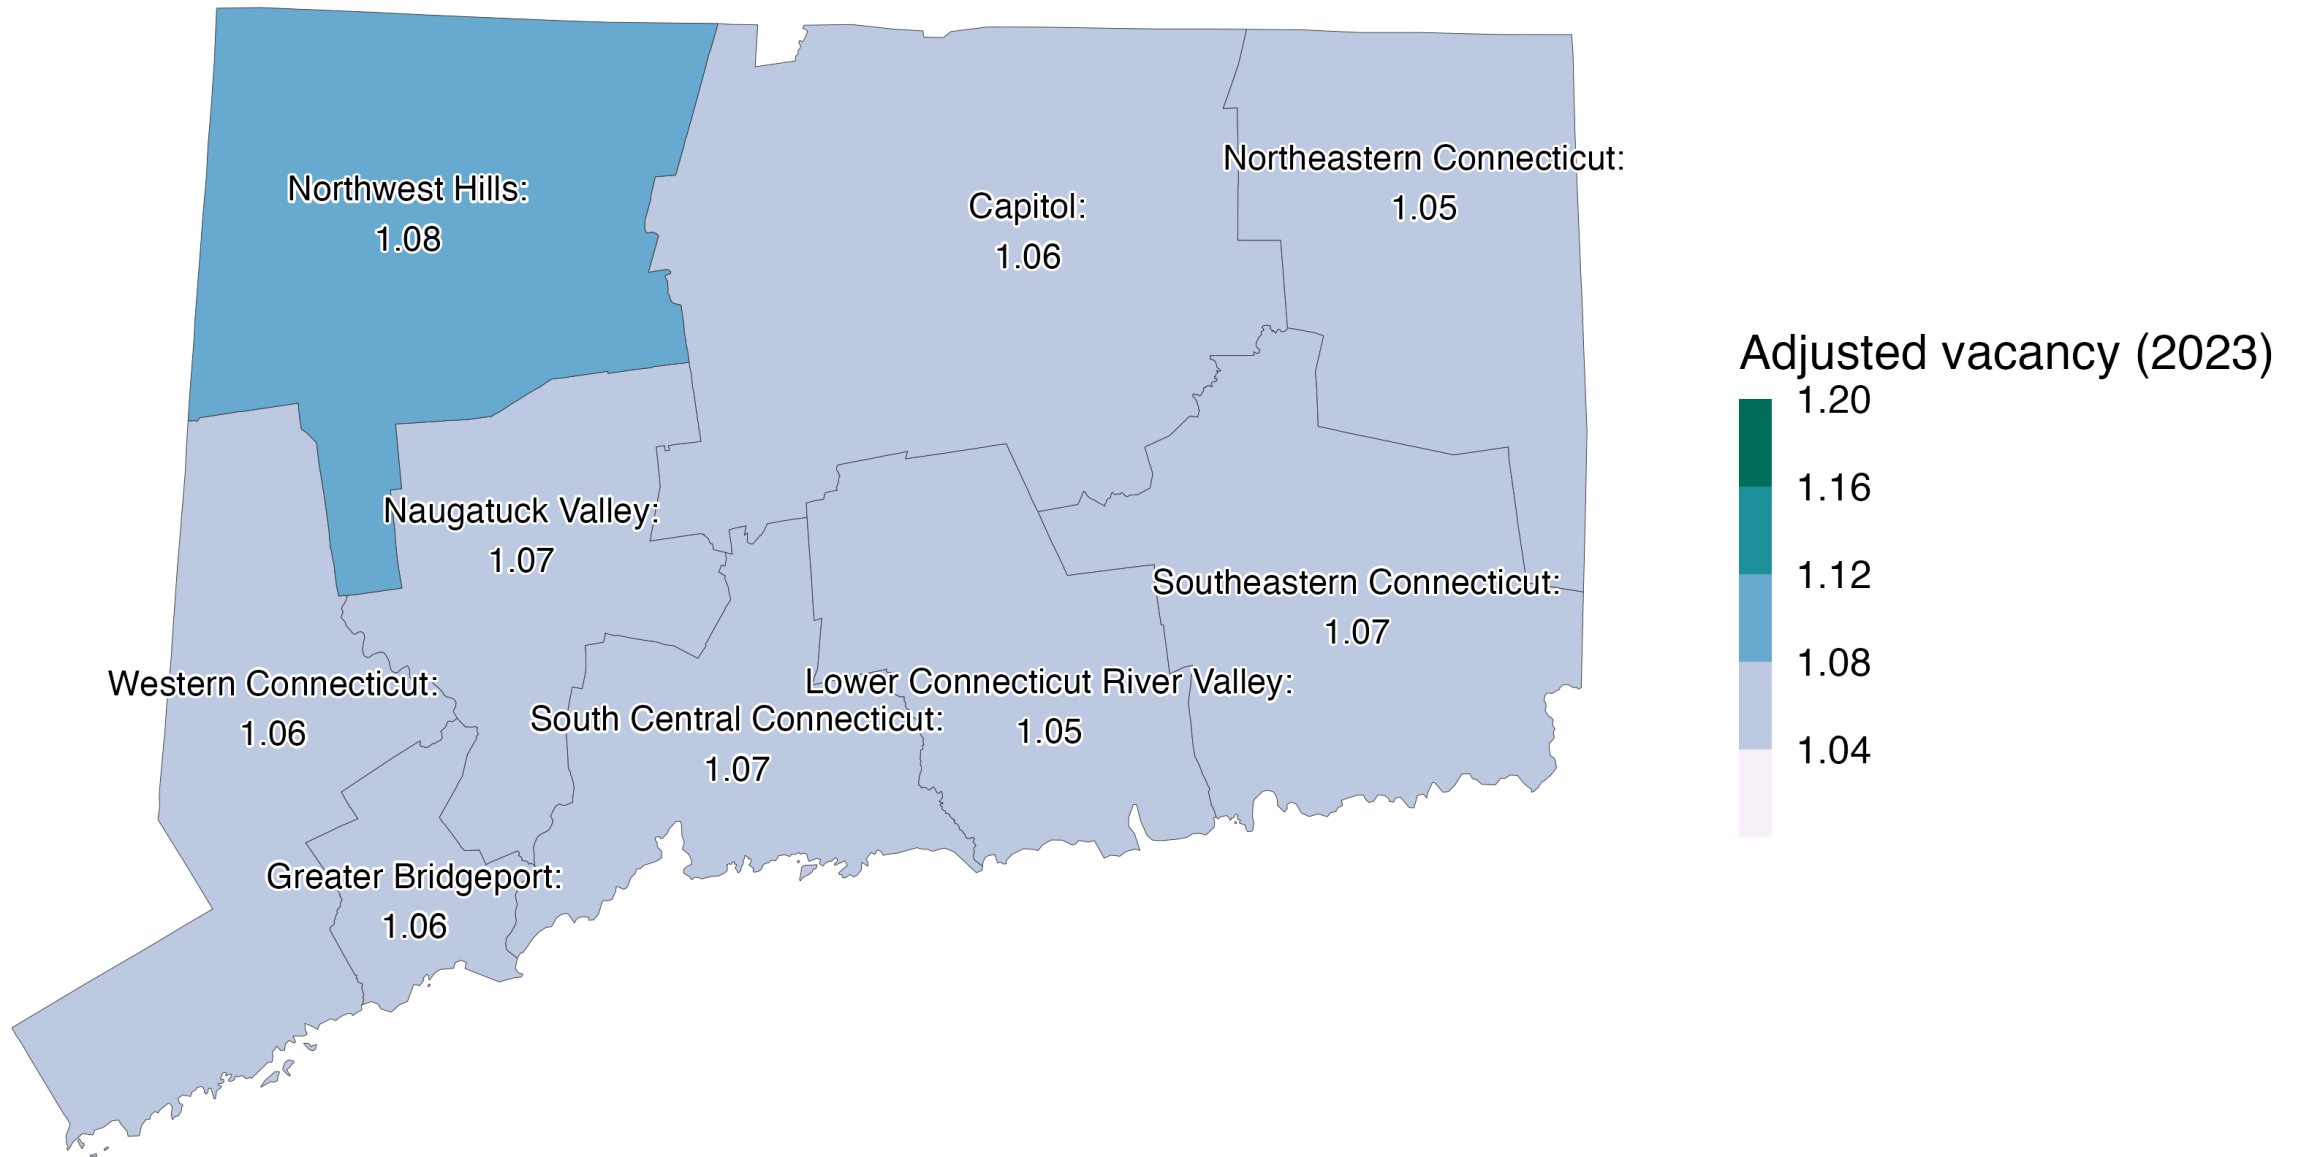 Northwest Hills:
1.08
Capitol:
1.06
Northeastern Connecticut:
1.05
Naugatuck Valley:
1.07
Southeastern Connecticut:
1.07
Western Connecticut:
1.06
South Central Connecticut:
1.07
Lower Connecticut River Valley:
1.05
Greater Bridgeport:
1.06
Adjusted vacancy (2023)
1.20
1.16
1.12
1.08
1.04